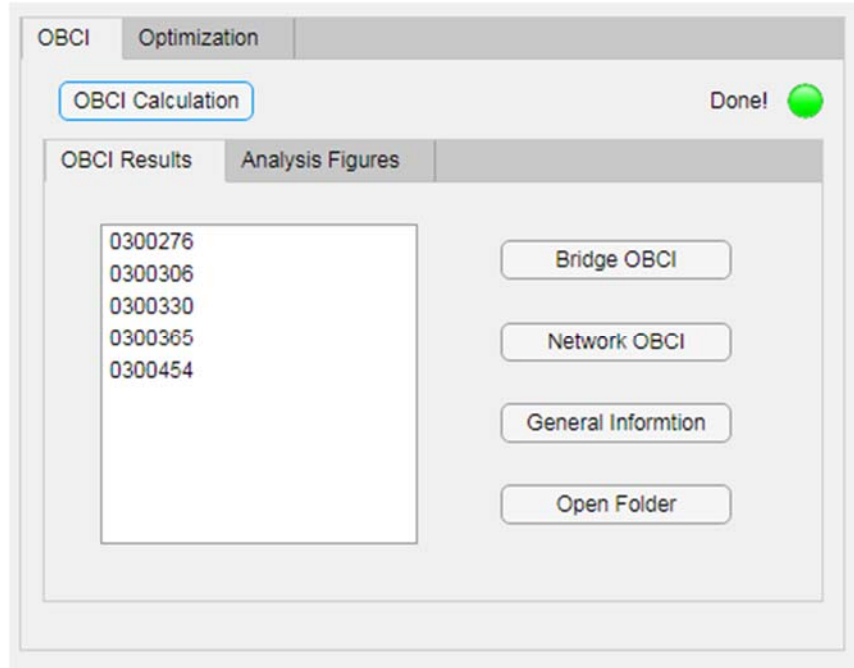 OBCI Optimization
OBCI Calculation Done!
OBCI Results Analysis Figures
0300276
0300306
0300330
0300365
0300454
Bridge OBCI
Network OBCI
General Informtion
Open Folder